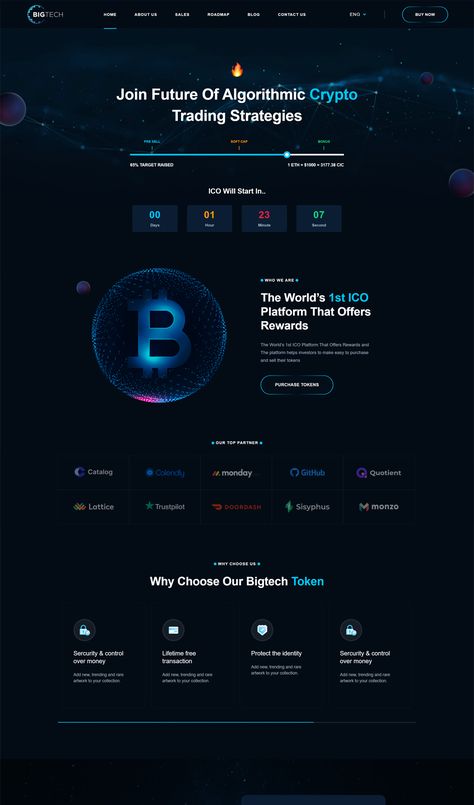 BIGTECH
HOME ABOUT US SALES ROADMAP BLOG CONTACT US ENG BUY NOW
Join Future Of Algorithmic Crypto
Trading Strategies
PRE SELL SOFT CAP BONUS
65% TARGET RAISED 1 ETH = $1000 = 3177.38 CIC
ICO Will Start In..
00 01 23 07
Days Hour Minute Second
WHO WE ARE
The World's 1st ICO
Platform That Offers
Rewards
The World's 1st ICO Platform That Offers Rewards and
The platform helps investors to make easy to purchase
and sell their tokens
PURCHASE TOKENS
OUR TOP PARTNER
Catalog Calendly monday GitHub Quotient
Lattice Trustpilot DOORDASH Sisyphus monzo
WHY CHOOSE US
Why Choose Our Bigtech Token
Sercurity & control
over money
Add new, trending and rare
artwork to your collection.
Lifetime free
transaction
Add new, trending and rare
artwork to your collection.
Protect the identity
Add new, trending and rare
artwork to your collection.
Sercurity & control
over money
Add new, trending and rare
artwork to your collection.